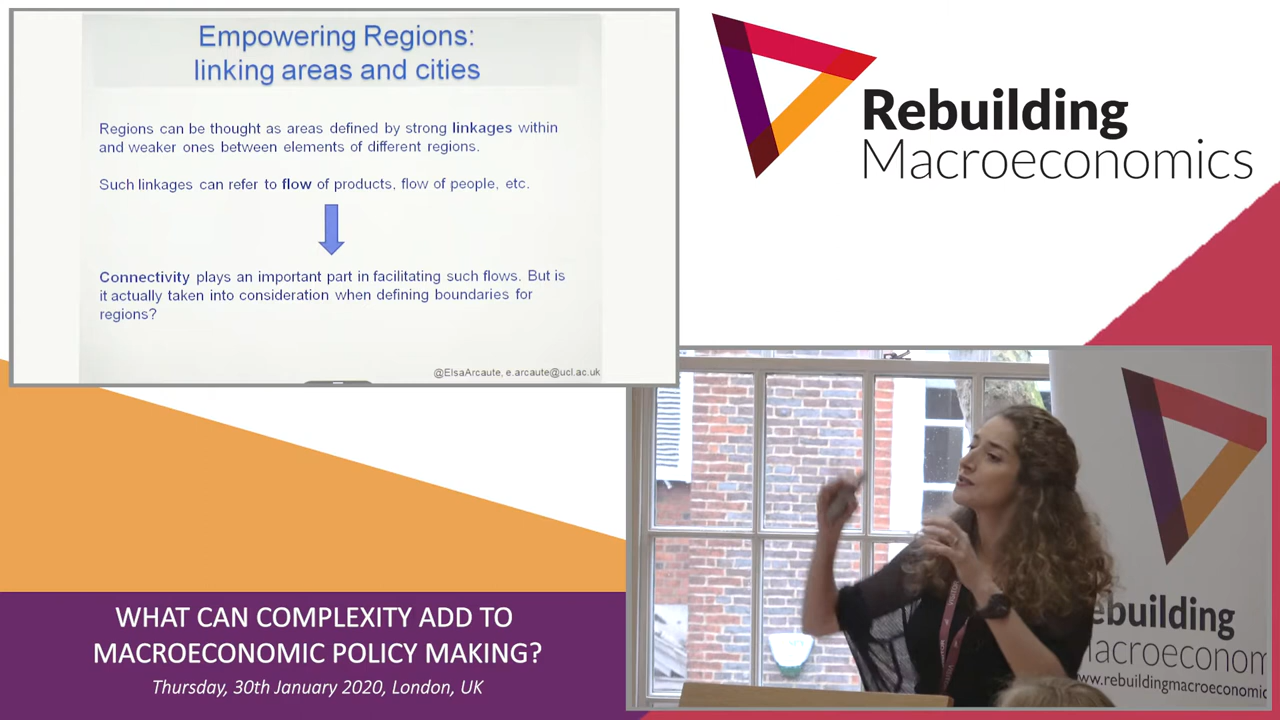 Empowering Regions:
linking areas and cities
Regions can be thought as areas defined by strong linkages within
and weaker ones between elements of different regions.
Such linkages can refer to flow of products, flow of people, etc.
Connectivity plays an important part in facilitating such flows. But is
it actually taken into consideration when defining boundaries for
regions?
@ElsaArcaute, e.arcaute@ucl.ac.uk
Rebuilding
Macroeconomics
WHAT CAN COMPLEXITY ADD TO
MACROECONOMIC POLICY MAKING?
Thursday, 30th January 2020, London, UK
ebuilding
acroeconom
www.rebuildingmacroeconomic